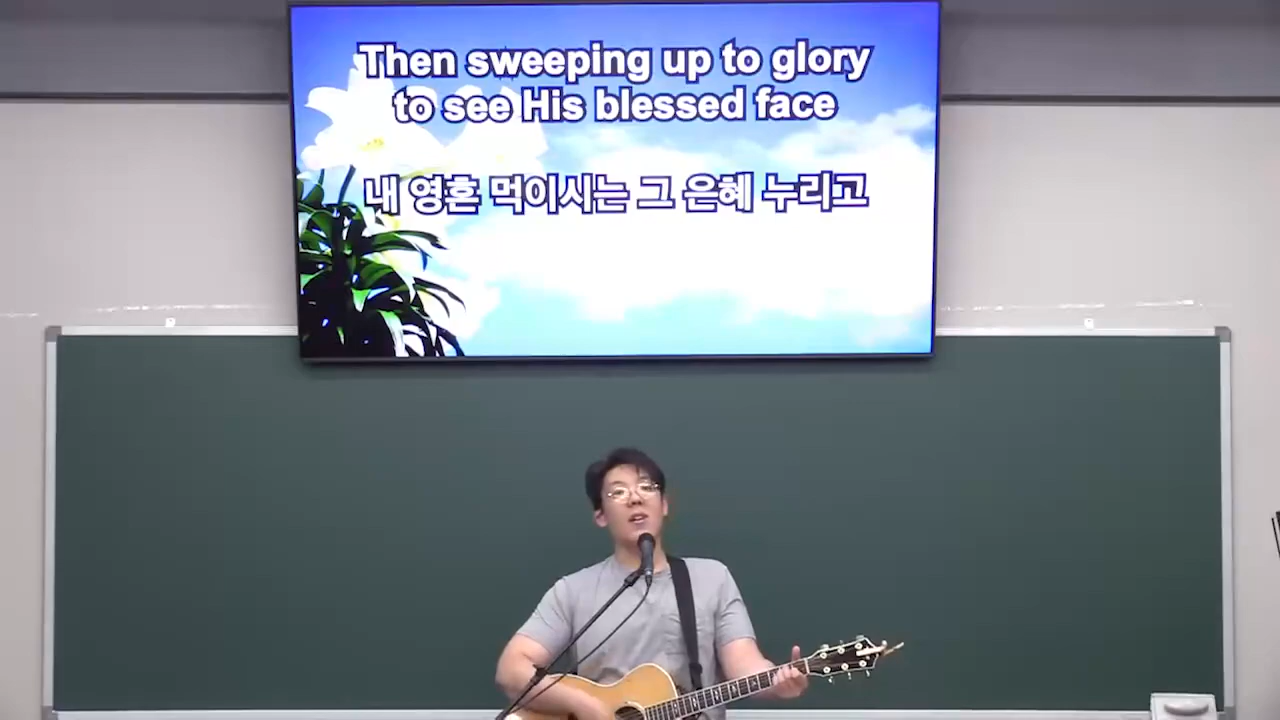 Then sweeping up to glory
to see His blessed face
내 영혼 먹이시는 그 은혜 누리고